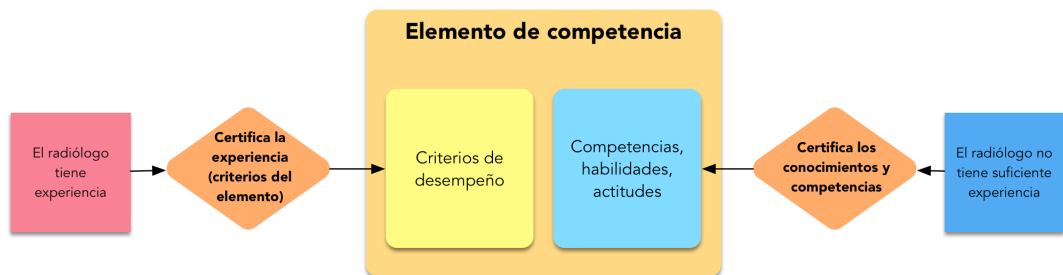 Elemento de competencia
El radiólogo
tiene
experiencia
Certifica la
experiencia
(criterios del
elemento)
Criterios de
desempeño
Competencias,
habilidades,
actitudes
Certifica los
conocimientos y
competencias
El radiólogo no
tiene suficiente
experiencia